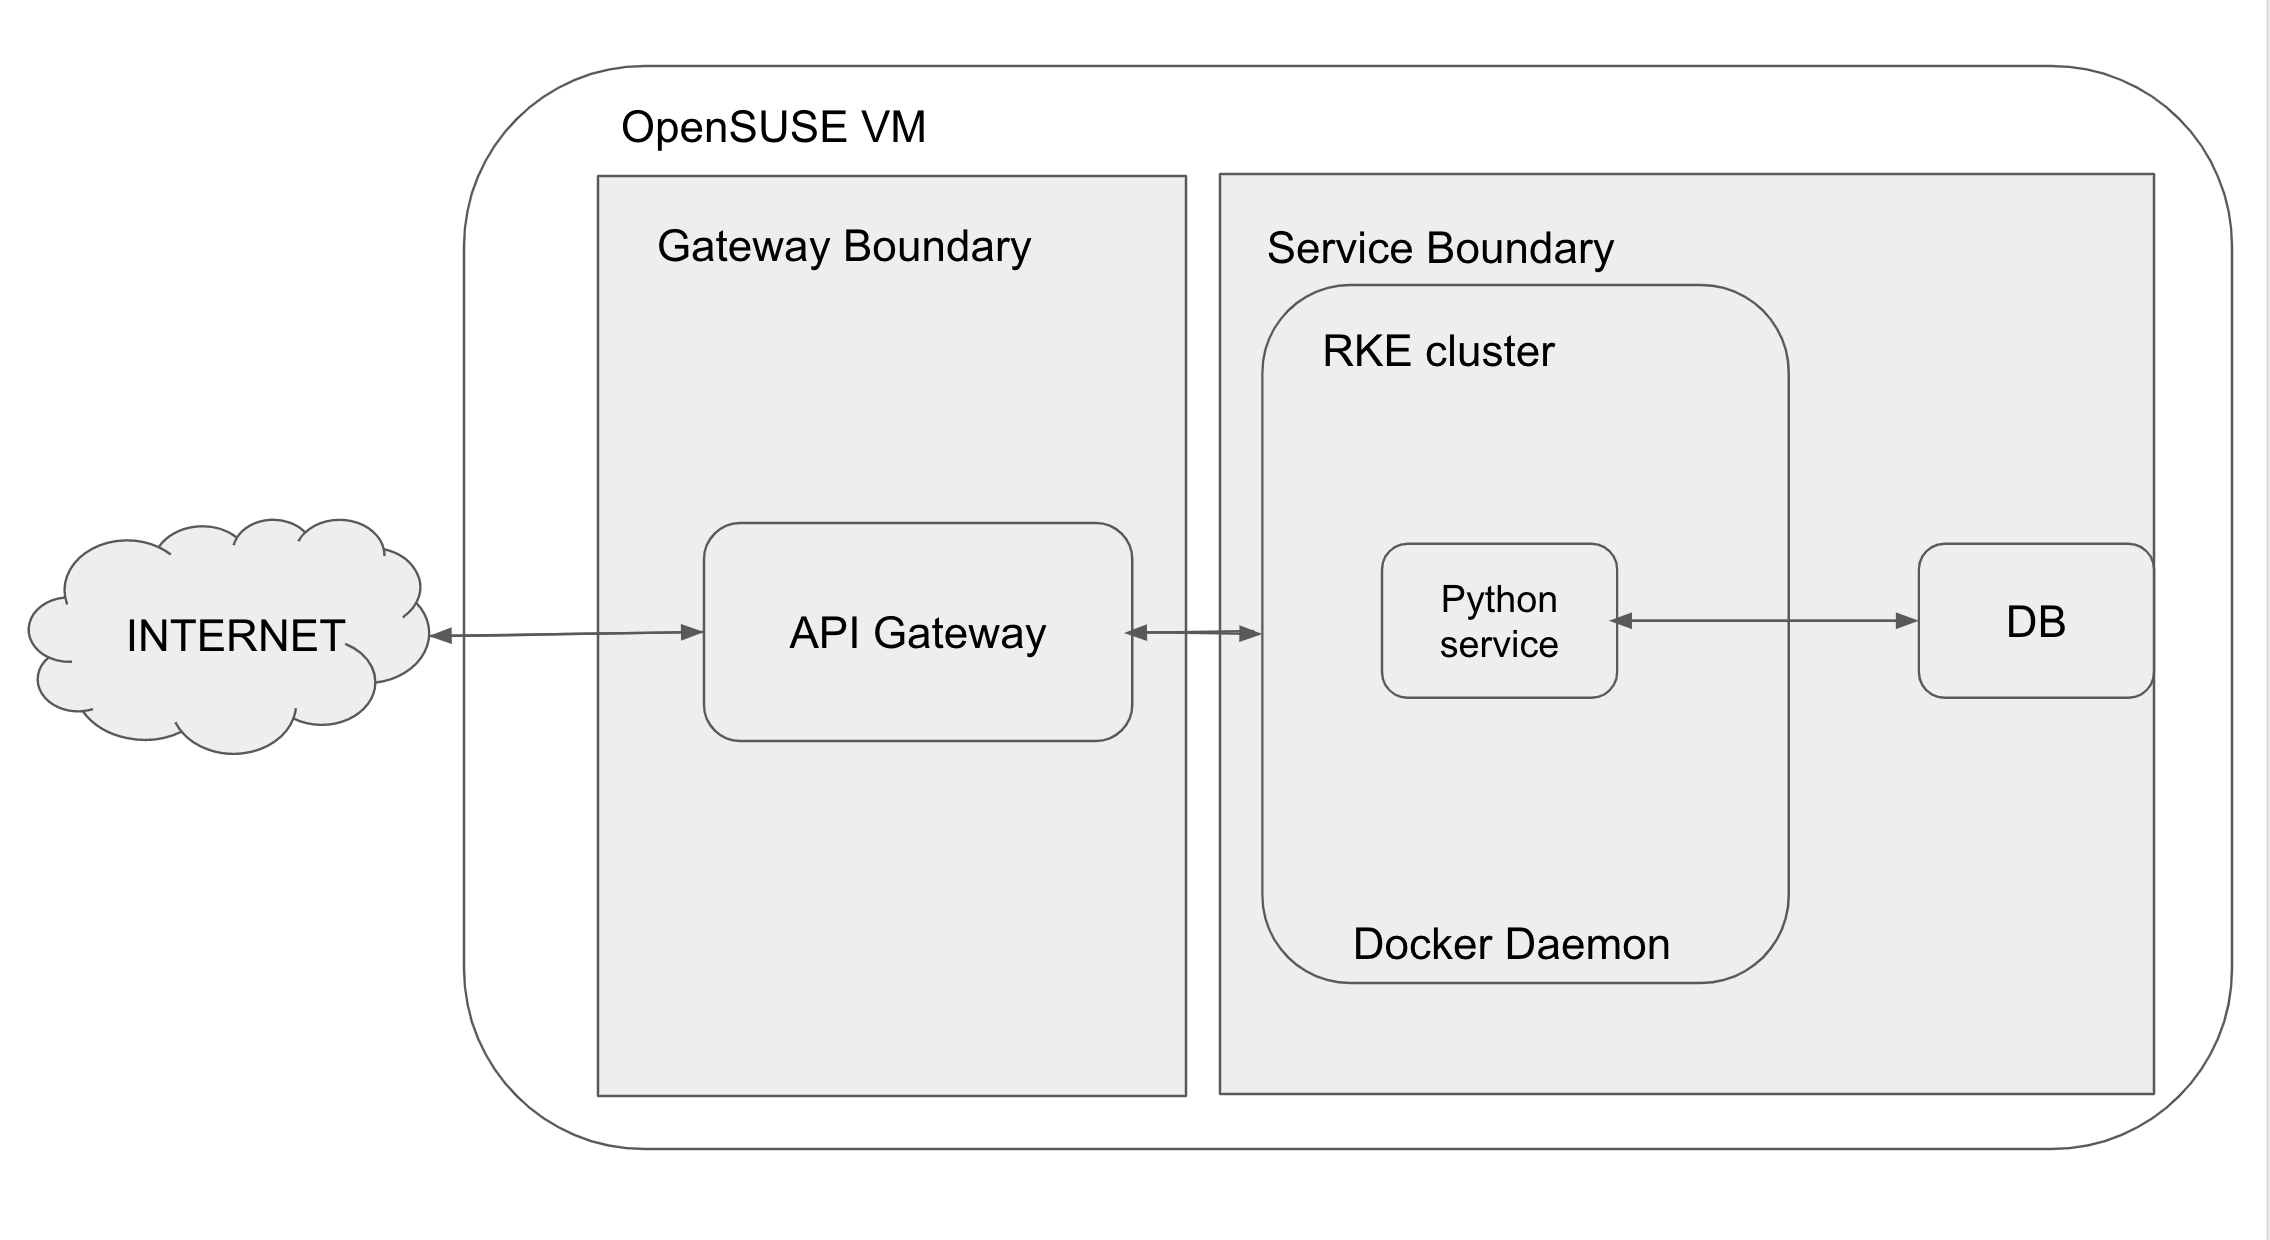 OpenSUSE VM
Gateway Boundary
Service Boundary
RKE cluster
INTERNET
API Gateway
Python
service
DB
Docker Daemon